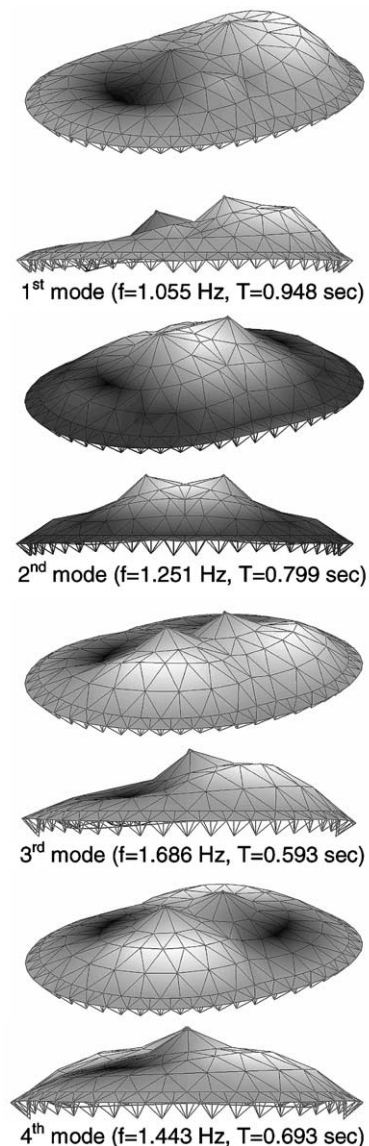 1st mode (f=1.055 Hz, T=0.948 sec)
2nd mode (f=1.251 Hz, T=0.799 sec)
3rd mode (f=1.686 Hz, T=0.593 sec)
4th mode (f=1.443 Hz, T=0.693 sec)